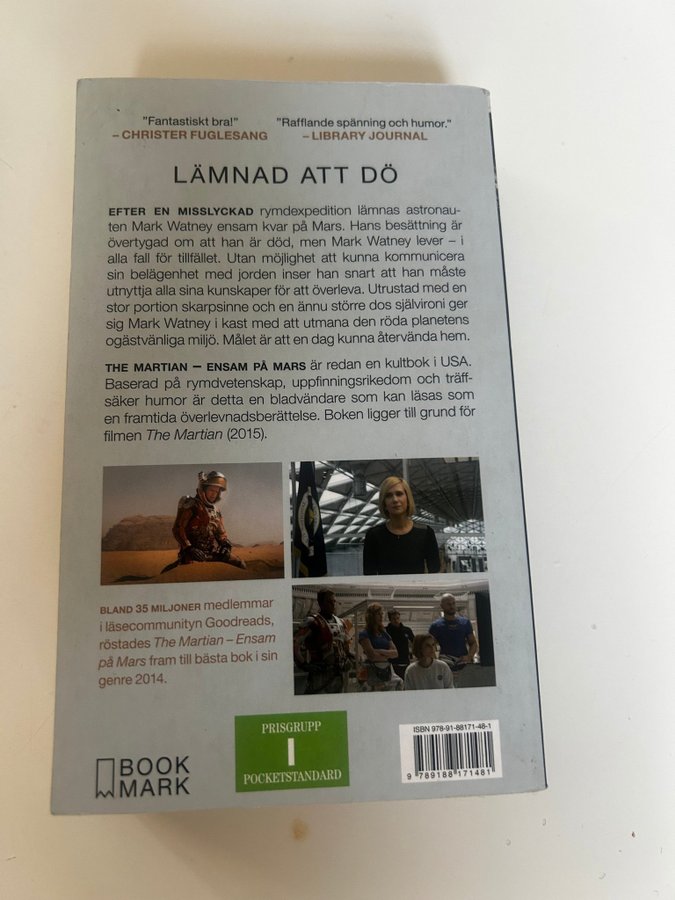 "Fantastiskt bra!"
– CHRISTER FUGLESANG
"Rafflande spänning och humor."
– LIBRARY JOURNAL
LÄMNAD ATT DÖ
EFTER EN MISSLYCKAD rymdexpedition lämnas astronau-
ten Mark Watney ensam kvar på Mars. Hans besättning är
övertygad om att han är död, men Mark Watney lever – i
alla fall för tillfället. Utan möjlighet att kunna kommunicera
sin belägenhet med jorden inser han snart att han måste
utnyttja alla sina kunskaper för att överleva. Utrustad med en
stor portion skarpsinne och en ännu större dos självironi ger
sig Mark Watney i kast med att utmana den röda planetens
ogästvänliga miljö. Målet är att en dag kunna återvända hem.
THE MARTIAN – ENSAM PÅ MARS är redan en kultbok i USA.
Baserad på rymdvetenskap, uppfinningsrikedom och träff-
säker humor är detta en bladvändare som kan läsas som
en framtida överlevnadsberättelse. Boken ligger till grund för
filmen The Martian (2015).
BLAND 35 MILJONER medlemmar
i läsecommunityn Goodreads,
röstades The Martian – Ensam
på Mars fram till bästa bok i sin
genre 2014.
BOOK
MARK
PRISGRUPP
I
POCKETSTANDARD
ISBN 978-91-88171-48-1
9 789188 171481